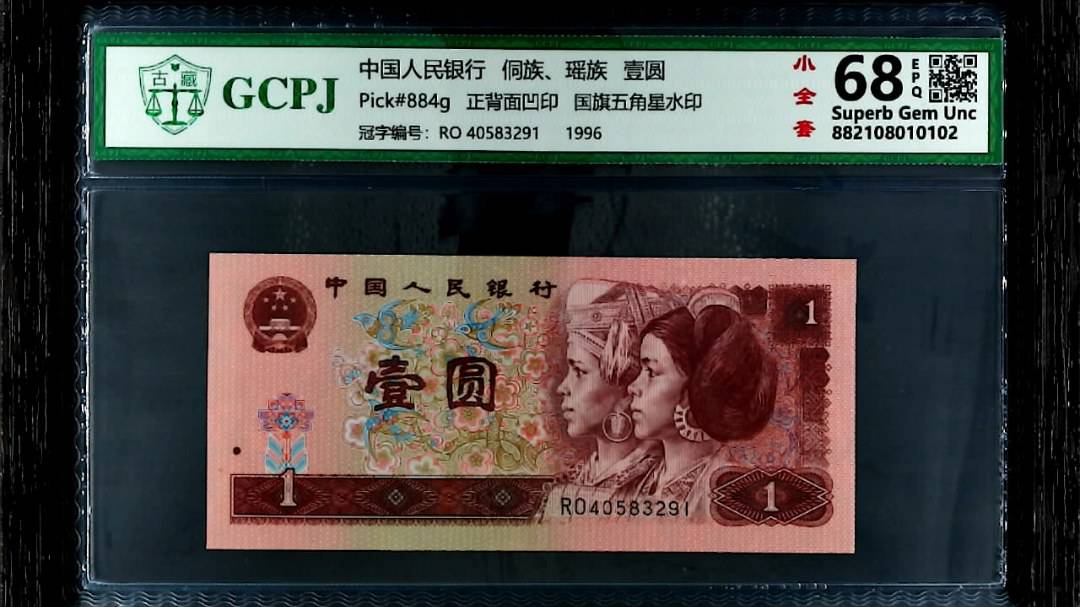 古藏
GCPJ
中国人民银行 侗族、瑶族 壹圆
Pick#884g 正背面凹印 国旗五角星水印
冠字编号: RO 40583291 1996
小全套
68
EPQ
Superb Gem Unc
882108010102
中国人民银行
1
壹圆
1
RO40583291
1